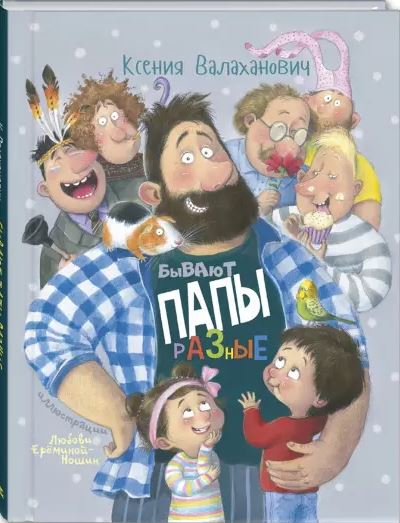 Ксения Валаханович
БЫВАЮТ
ПАПЫ
РАЗНЫЕ
иллюстрации
Любови
Ерёминой-
Ношин